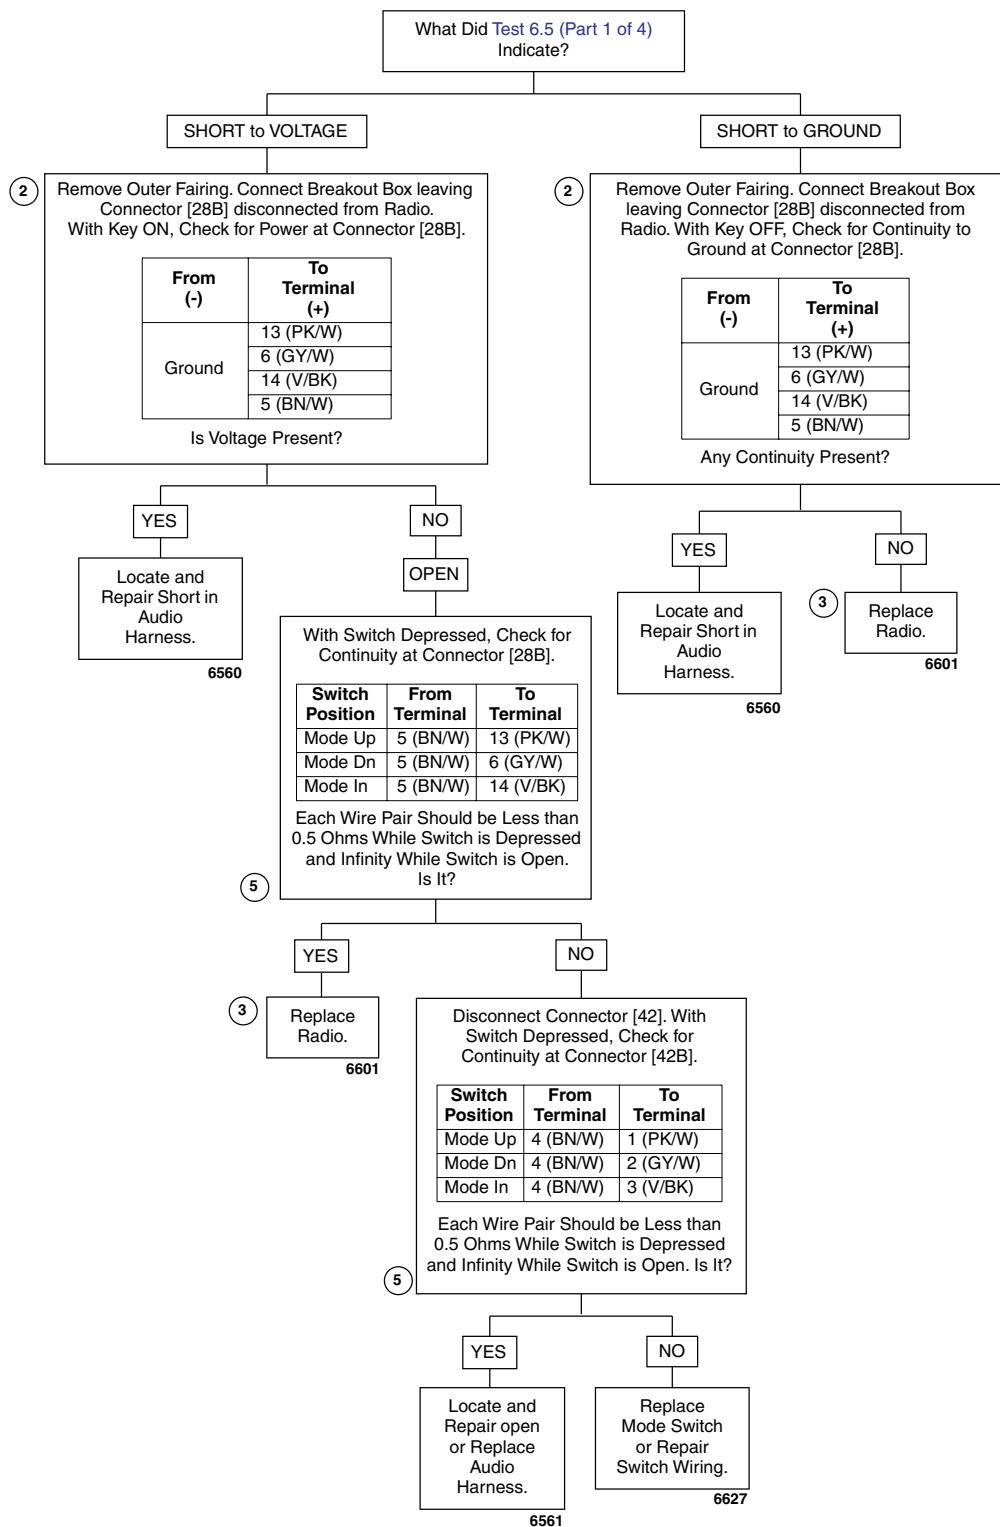 What Did Test 6.5 (Part 1 of 4)
Indicate?
SHORT to VOLTAGE
2
Remove Outer Fairing. Connect Breakout Box leaving
Connector [28B] disconnected from Radio.
With Key ON, Check for Power at Connector [28B].
From
(-)
To
Terminal
(+)
Ground
13 (PK/W)
6 (GY/W)
14 (V/BK)
5 (BN/W)
Is Voltage Present?
YES
Locate and
Repair Short in
Audio
Harness.
6560
NO
OPEN
With Switch Depressed, Check for
Continuity at Connector [28B].
Switch Position From Terminal To Terminal
Mode Up 5 (BN/W) 13 (PK/W)
Mode Dn 5 (BN/W) 6 (GY/W)
Mode In 5 (BN/W) 14 (V/BK)
Each Wire Pair Should be Less than
0.5 Ohms While Switch is Depressed
and Infinity While Switch is Open.
Is It?
5
YES
3
Replace
Radio.
6601
NO
Disconnect Connector [42]. With
Switch Depressed, Check for
Continuity at Connector [42B].
Switch Position From Terminal To Terminal
Mode Up 4 (BN/W) 1 (PK/W)
Mode Dn 4 (BN/W) 2 (GY/W)
Mode In 4 (BN/W) 3 (V/BK)
Each Wire Pair Should be Less than
0.5 Ohms While Switch is Depressed
and Infinity While Switch is Open. Is It?
5
YES
Locate and
Repair open
or Replace
Audio
Harness.
6561
NO
Replace
Mode Switch
or Repair
Switch Wiring.
6627
SHORT to GROUND
2
Remove Outer Fairing. Connect Breakout Box
leaving Connector [28B] disconnected from
Radio. With Key OFF, Check for Continuity to
Ground at Connector [28B].
From
(-)
To
Terminal
(+)
Ground
13 (PK/W)
6 (GY/W)
14 (V/BK)
5 (BN/W)
Any Continuity Present?
YES
Locate and
Repair Short in
Audio
Harness.
6560
NO
3
Replace
Radio.
6601